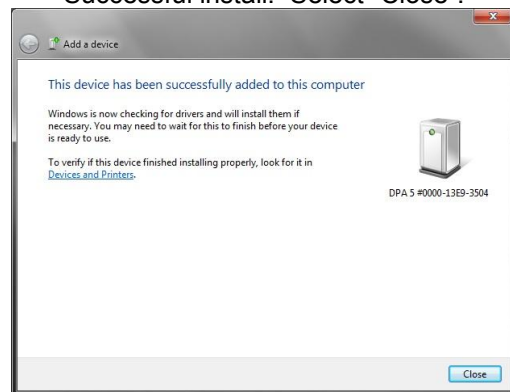 Successful install. Select "Close".
Add a device
This device has been successfully added to this computer
Windows is now checking for drivers and will install them if
necessary. You may need to wait for this to finish before your device
is ready to use.
To verify if this device finished installing properly, look for it in
Devices and Printers.
DPA 5 #0000-13E9-3504
Close